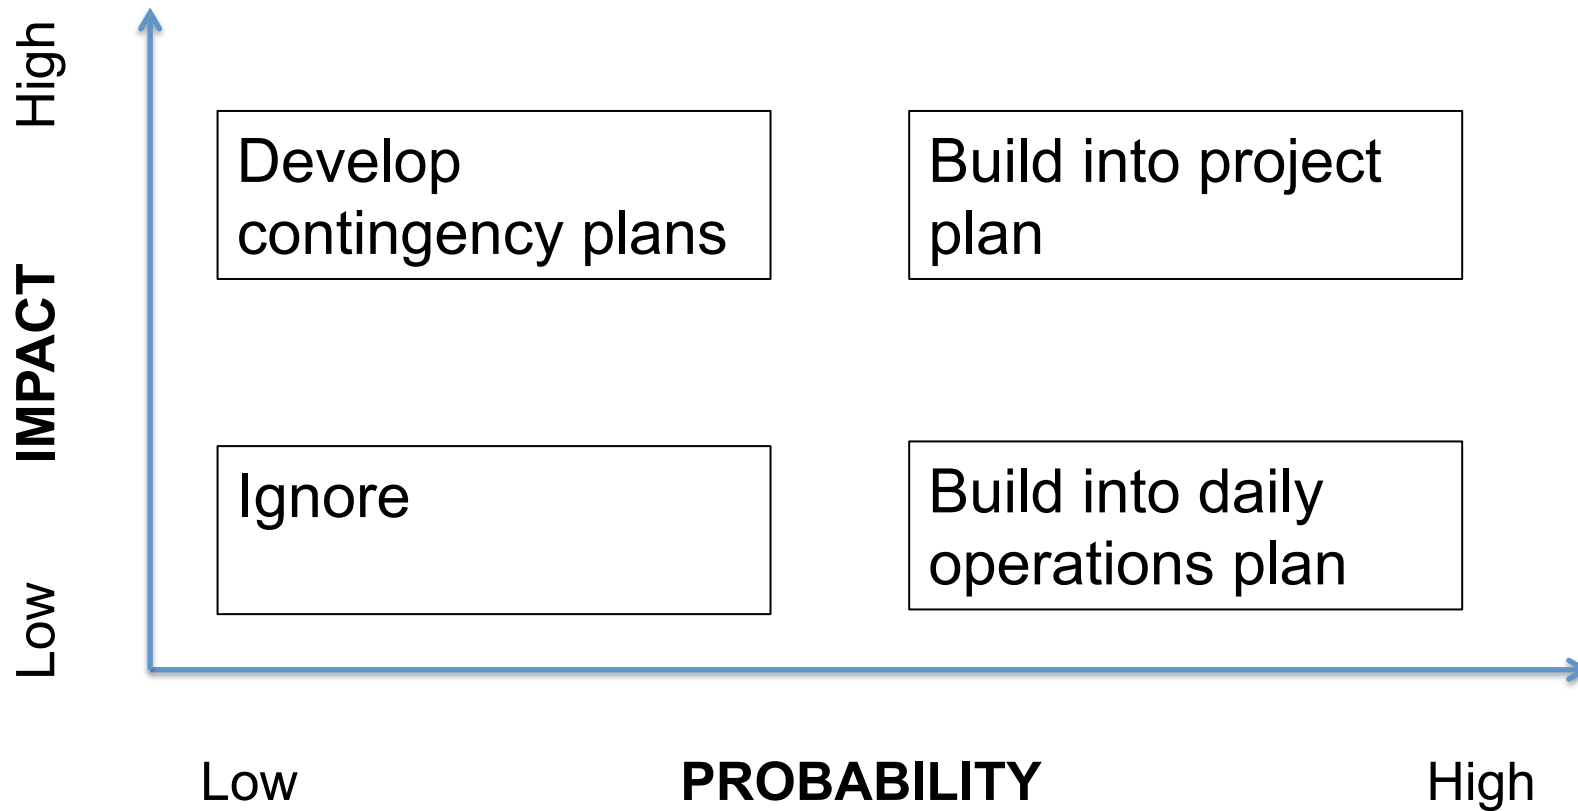 High
Develop
contingency plans
Build into project
plan
IMPACT
Ignore
Build into daily
operations plan
Low
Low
PROBABILITY
High